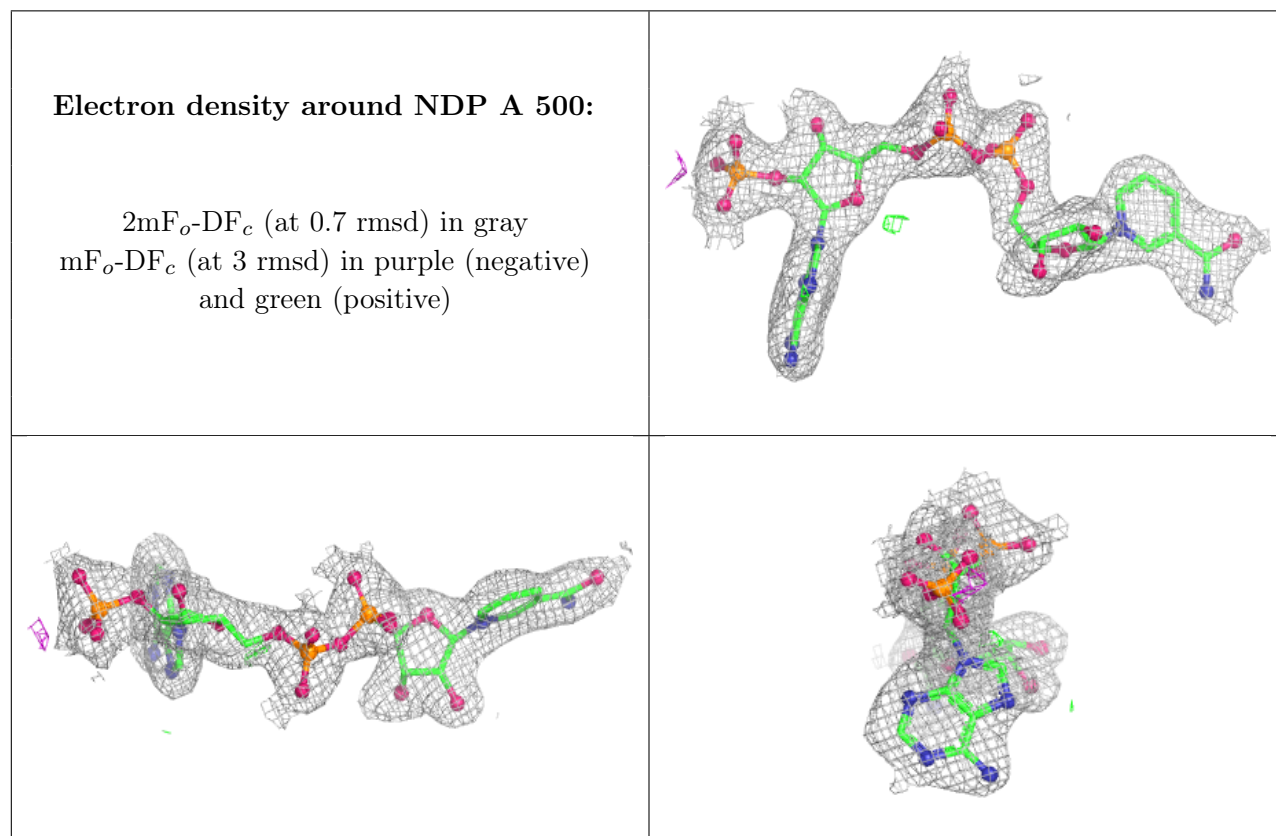 Electron density around NDP A 500:
2mFo-DFc (at 0.7 rmsd) in gray
mFo-DFc (at 3 rmsd) in purple (negative)
and green (positive)